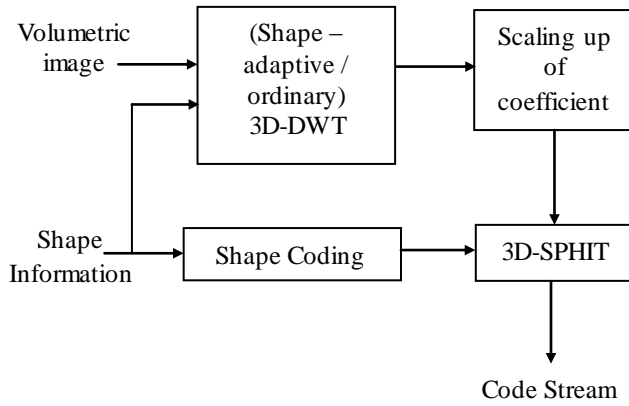 Volumetric
image
(Shape –
adaptive /
ordinary)
3D-DWT
Scaling up
of
coefficient
Shape
Information
Shape Coding
3D-SPHIT
Code Stream